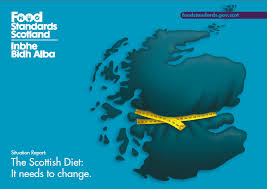 Food
Standards
Scotland
Inbhe
Bidh Alba
foodstandards.gov.scot
Situation Report:
The Scottish Diet:
It needs to change.